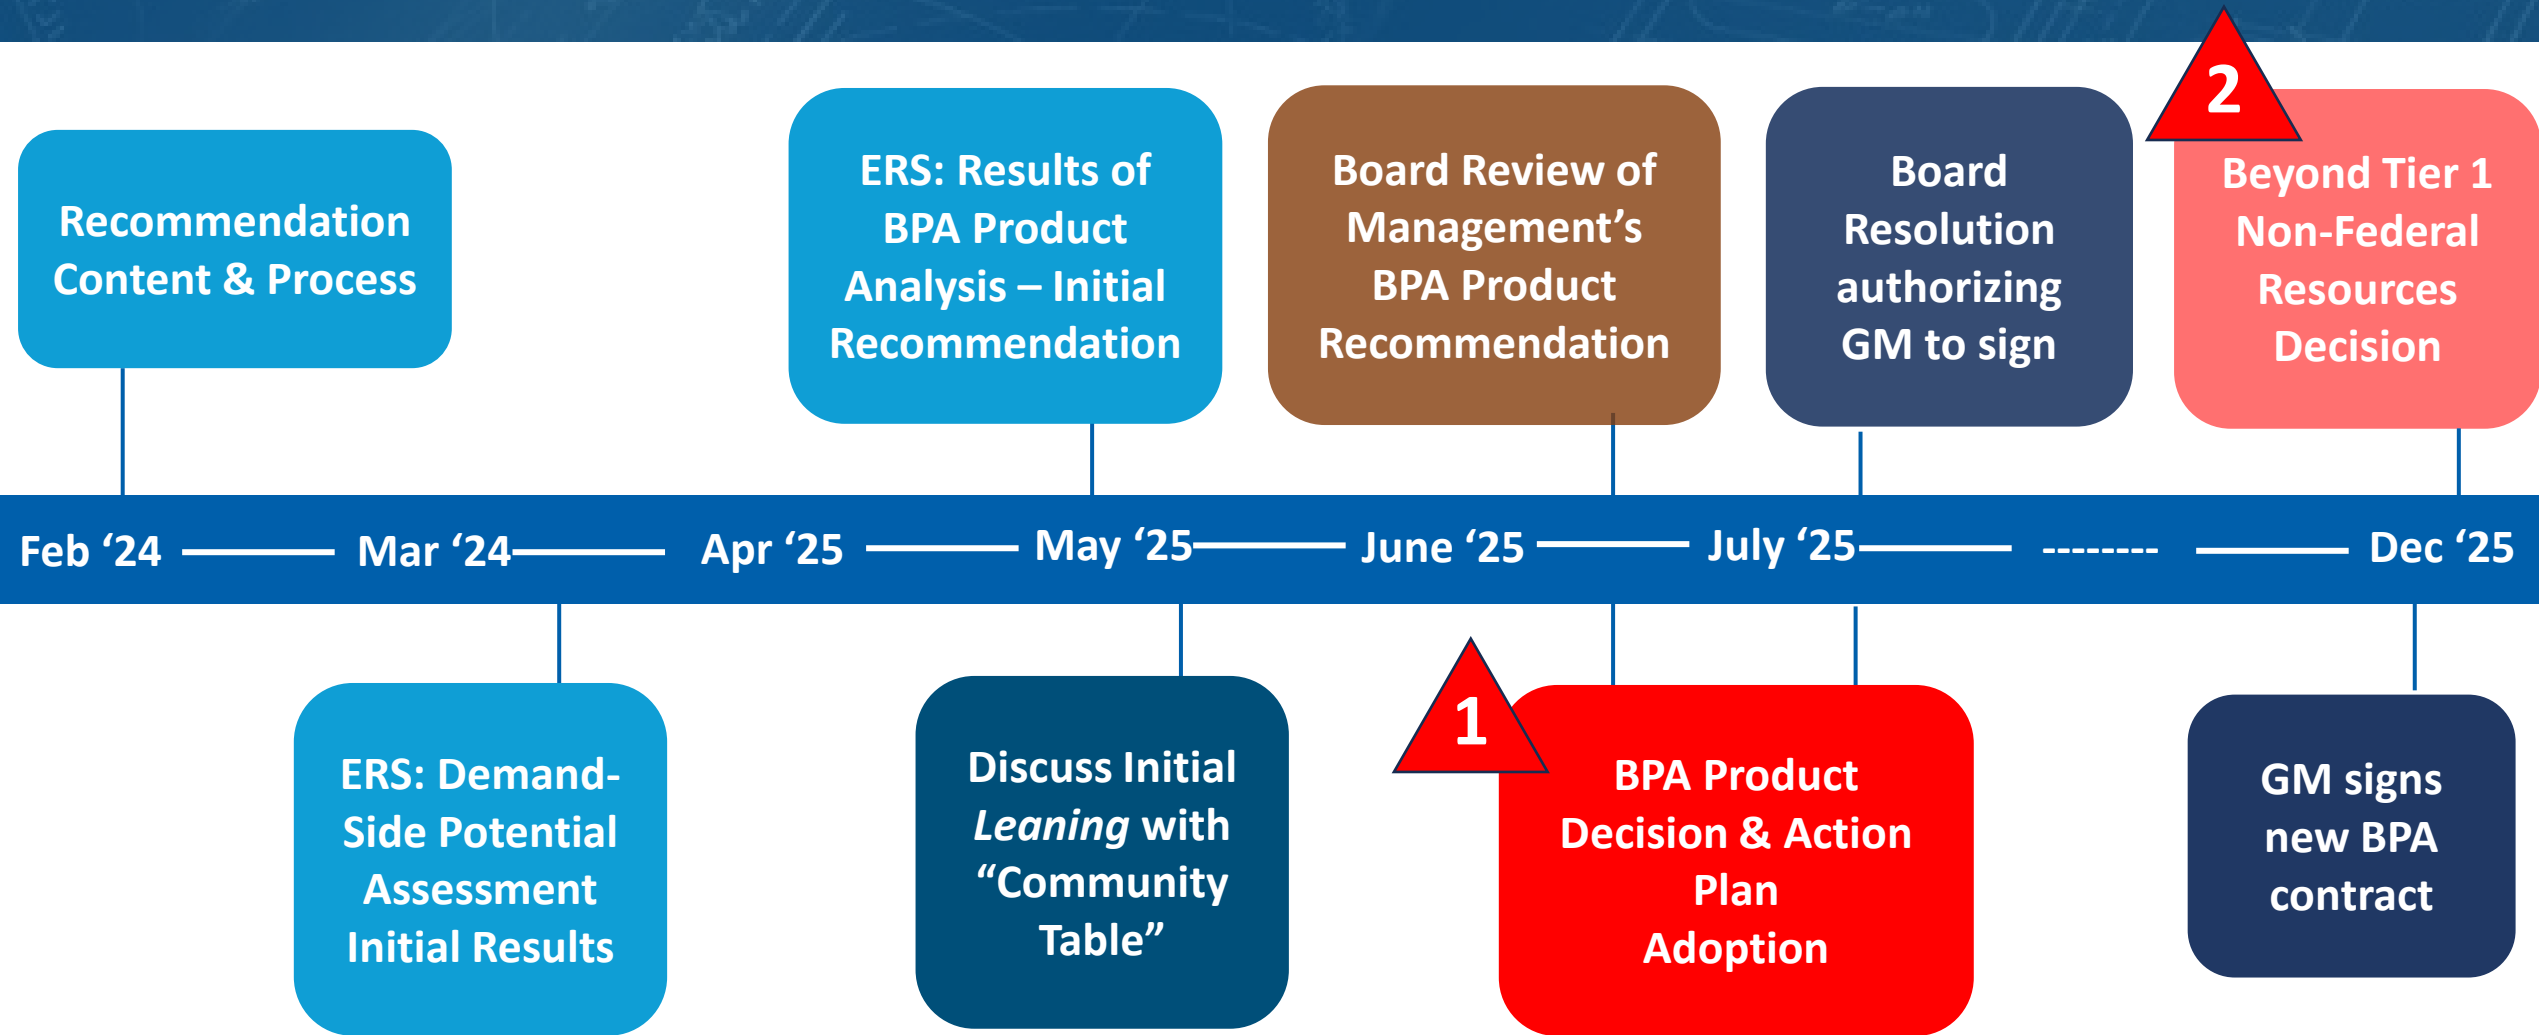 2
Recommendation
Content & Process
ERS: Results of
BPA Product
Analysis – Initial
Recommendation
Board Review of
Management’s
BPA Product
Recommendation
Board
Resolution
authorizing
GM to sign
Beyond Tier 1
Non-Federal
Resources
Decision
Feb ‘24
Mar ‘24
Apr ‘25
May ‘25
June ‘25
July ‘25
--------
Dec ‘25
ERS: Demand-
Side Potential
Assessment
Initial Results
Discuss Initial
Leaning with
“Community
Table”
1
BPA Product
Decision & Action
Plan
Adoption
GM signs
new BPA
contract